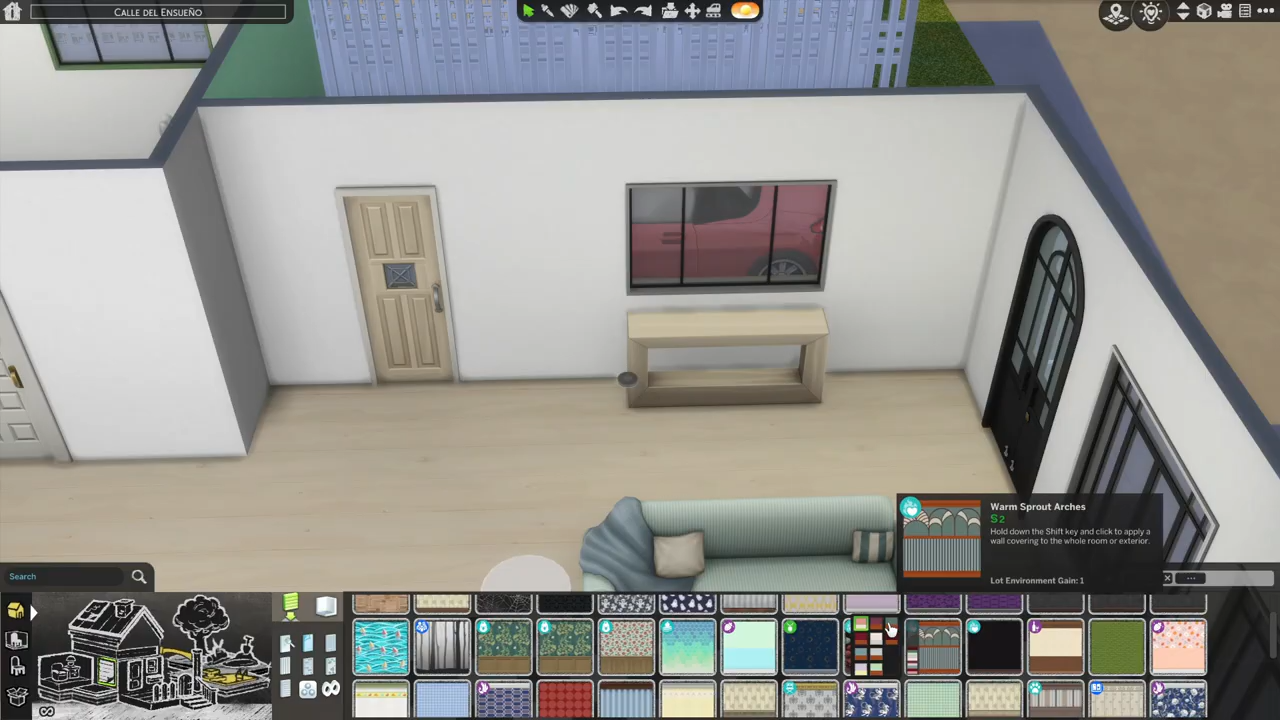 Calle del Ensueño
Warm Sprout Arches
§2
Hold down the Shift key and click to apply a
wall covering to the whole room or exterior.
Lot Environment Gain: 1
Search